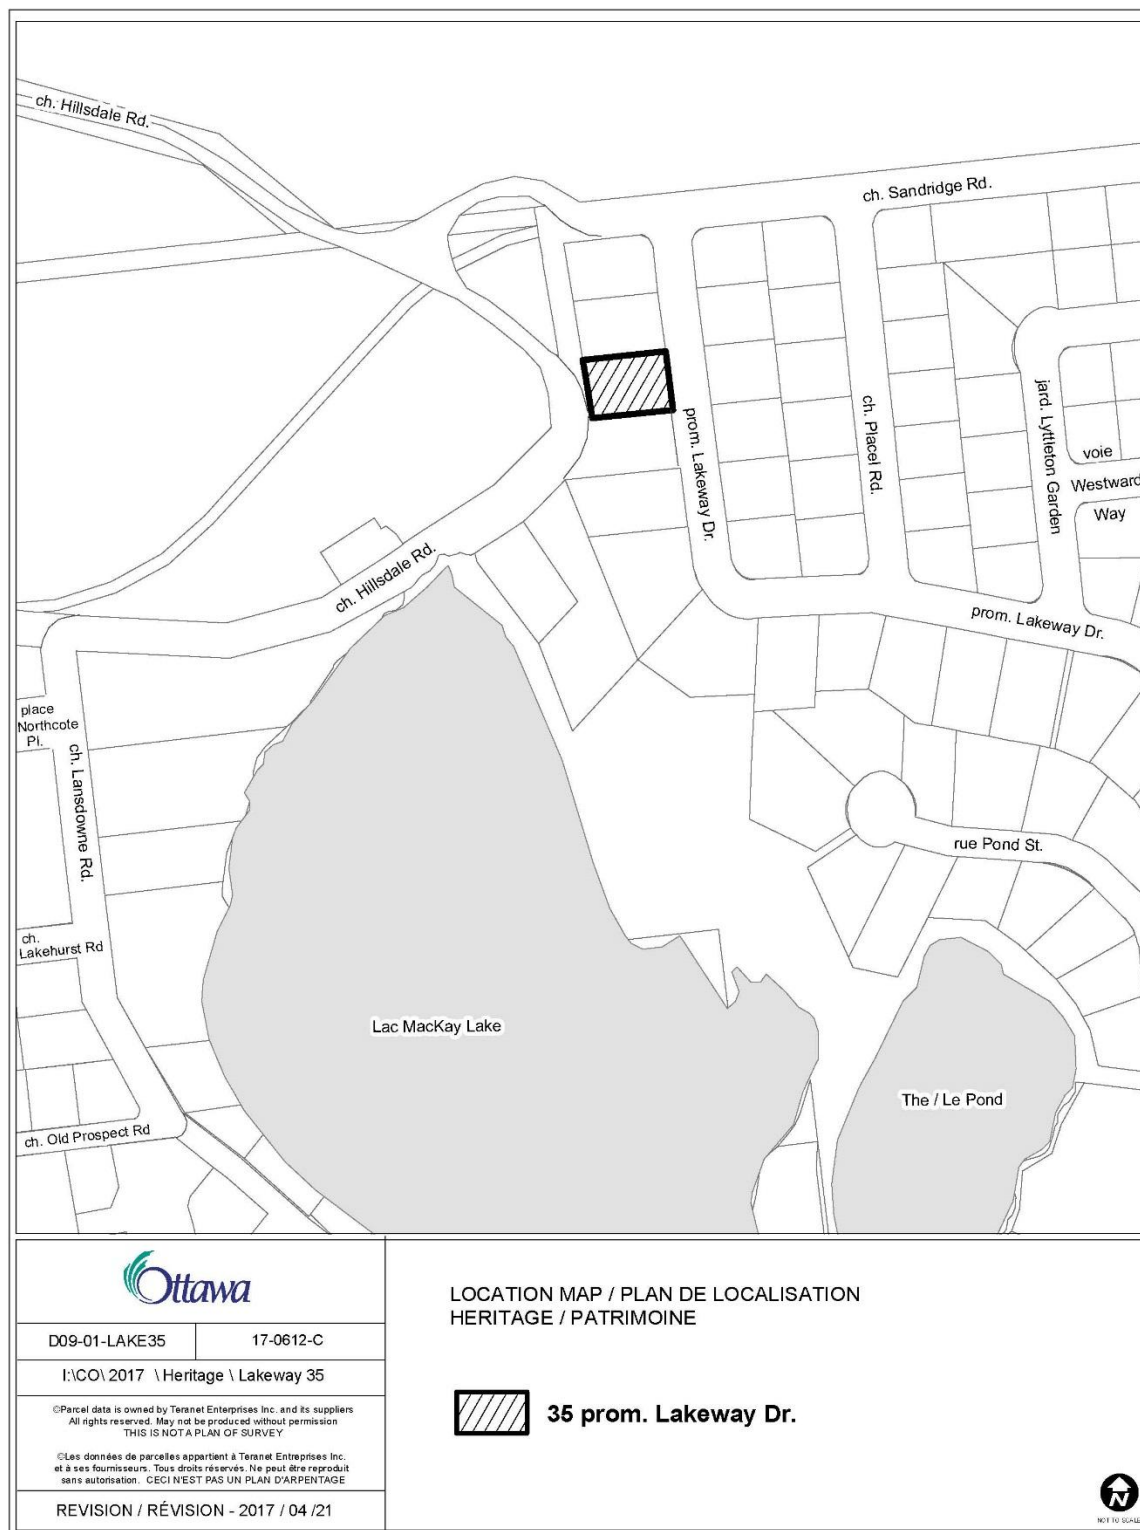 ch. Hillsdale Rd.
ch. Sandridge Rd.
prom. Lakeway Dr.
ch. Placel Rd.
jard. Lyttleton Garden
voie
Westward
Way
ch. Hillsdale Rd.
prom. Lakeway Dr.
place
Northcote
Pl.
ch. Lansdowne Rd.
rue Pond St.
ch.
Lakehurst Rd
Lac MacKay Lake
The / Le Pond
ch. Old Prospect Rd
Ottawa
D09-01-LAKE35
17-0612-C
I:\CO\ 2017 \ Heritage \ Lakeway 35
©Parcel data is owned by Teranet Enterprises Inc. and its suppliers
All rights reserved. May not be produced without permission
THIS IS NOT A PLAN OF SURVEY
©Les données de parcelles appartient à Teranet Entreprises Inc.
et à ses fournisseurs. Tous droits réservés. Ne peut être reproduit
sans autorisation. CECI N'EST PAS UN PLAN D'ARPENTAGE
REVISION / RÉVISION - 2017 / 04 /21
LOCATION MAP / PLAN DE LOCALISATION
HERITAGE / PATRIMOINE
35 prom. Lakeway Dr.
N
NOT TO SCALE